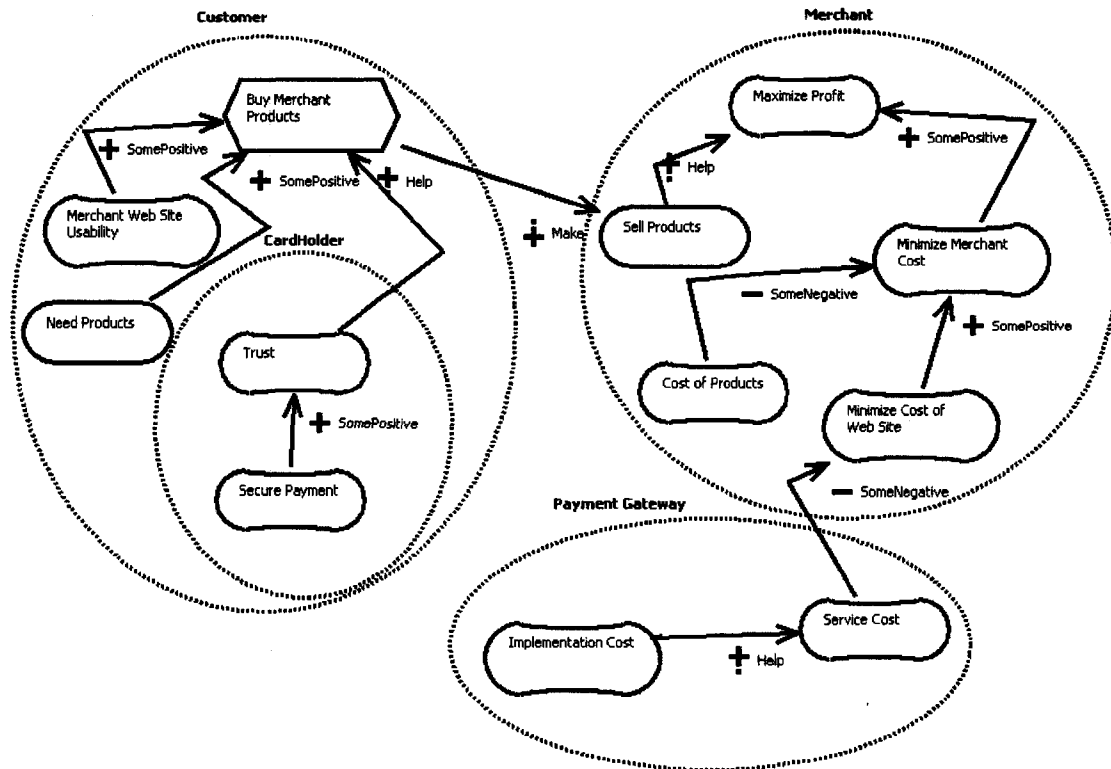 Customer
Merchant
Buy Merchant
Products
Maximize Profit
SomePositive
SomePositive
Help
SomePositive
Help
Merchant Web Site
Usability
Make
Sell Products
Minimize Merchant
Cost
CardHolder
SomeNegative
Need Products
SomePositive
Trust
Cost of Products
Minimize Cost of
Web Site
SomePositive
Secure Payment
SomeNegative
Payment Gateway
Service Cost
Implementation Cost
Help